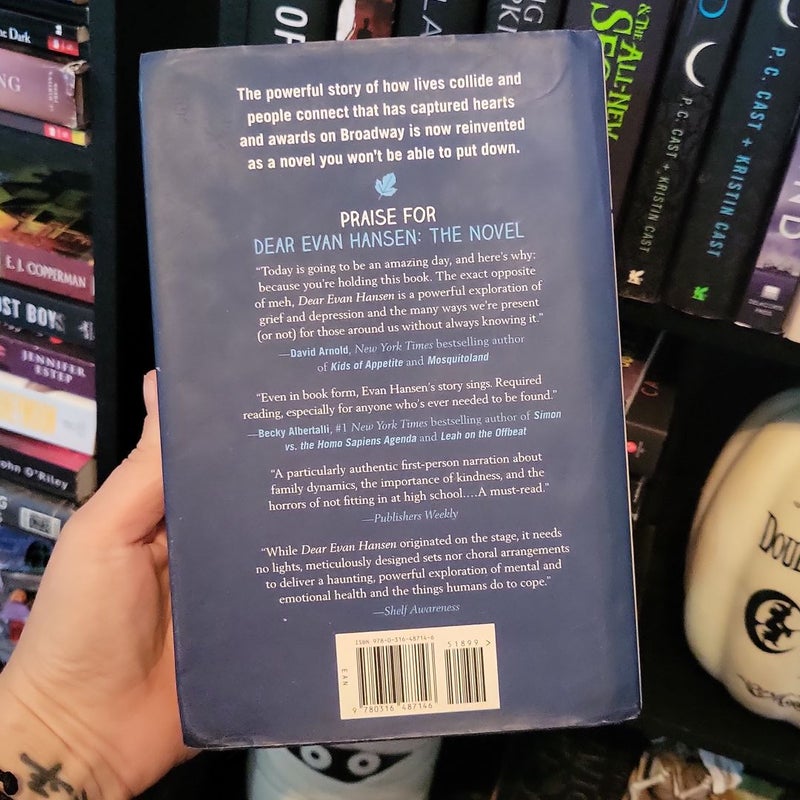 The powerful story of how lives collide and
people connect that has captured hearts
and awards on Broadway is now reinvented
as a novel you won't be able to put down.
PRAISE FOR
DEAR EVAN HANSEN: THE NOVEL
“Today is going to be an amazing day, and here's why:
because you're holding this book. The exact opposite
of meh, Dear Evan Hansen is a powerful exploration of
grief and depression and the many ways we're present
(or not) for those around us without always knowing it.”
—David Arnold, New York Times bestselling author
of Kids of Appetite and Mosquitoland
“Even in book form, Evan Hansen's story sings. Required
reading, especially for anyone who's ever needed to be found.”
—Becky Albertalli, #1 New York Times bestselling author of Simon
vs. the Homo Sapiens Agenda and Leah on the Offbeat
“A particularly authentic first-person narration about
family dynamics, the importance of kindness, and the
horrors of not fitting in at high school....A must-read.”
—Publishers Weekly
“While Dear Evan Hansen originated on the stage, it needs
no lights, meticulously designed sets nor choral arrangements
to deliver a haunting, powerful exploration of mental and
emotional health and the things humans do to cope.”
—Shelf Awareness
ISBN 978-0-316-48714-6
51899 >
EAN
9 780316 487146
he Dark
E. J. COPPERMAN
OST BOYS
JENNIFER
ESTEP
John O'Riley
& THE
ALL-NEW
P. C. CAST + KRISTIN CAST
P. C. CAST + KRISTIN CAST
DOU